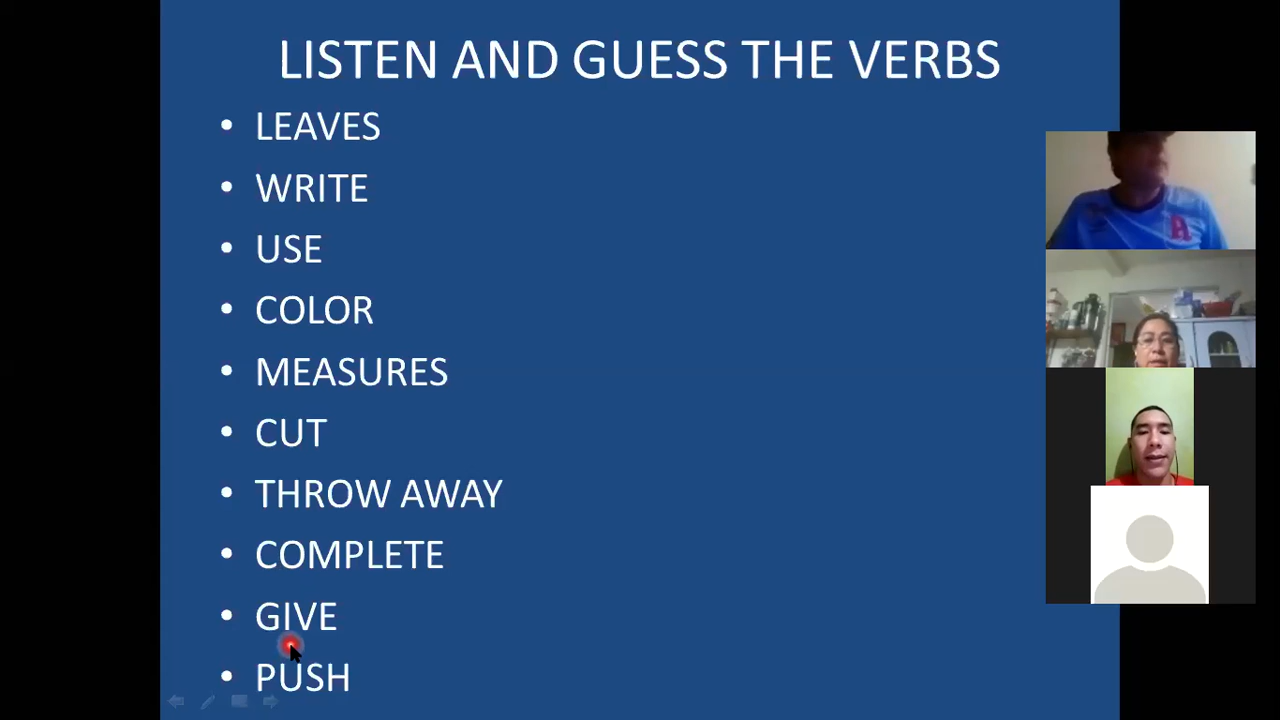 LISTEN AND GUESS THE VERBS
• LEAVES
• WRITE
• USE
• COLOR
• MEASURES
• CUT
• THROW AWAY
• COMPLETE
• GIVE
• PUSH
A